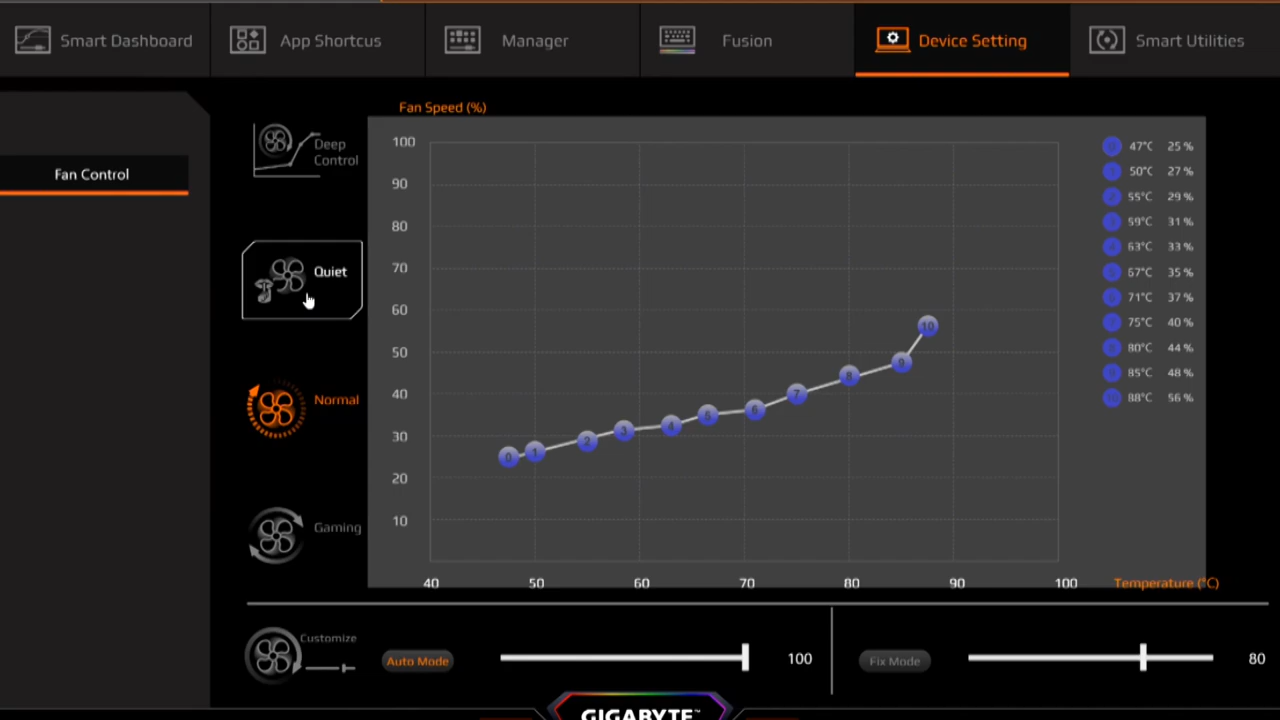 Smart Dashboard
App Shortcus
Manager
Fusion
Device Setting
Smart Utilities
Fan Control
Deep
Control
Quiet
Normal
Gaming
Customize
Fan Speed (%)
100
90
80
70
60
50
40
30
20
10
0
1
2
3
4
5
6
7
8
9
10
40 50 60 70 80 90 100
Temperature (°C)
47°C 25 %
50°C 27 %
55°C 29 %
59°C 31 %
63°C 33 %
67°C 35 %
71°C 37 %
75°C 40 %
80°C 44 %
85°C 48 %
88°C 56 %
Auto Mode
100
Fix Mode
80
GIGABYTE™